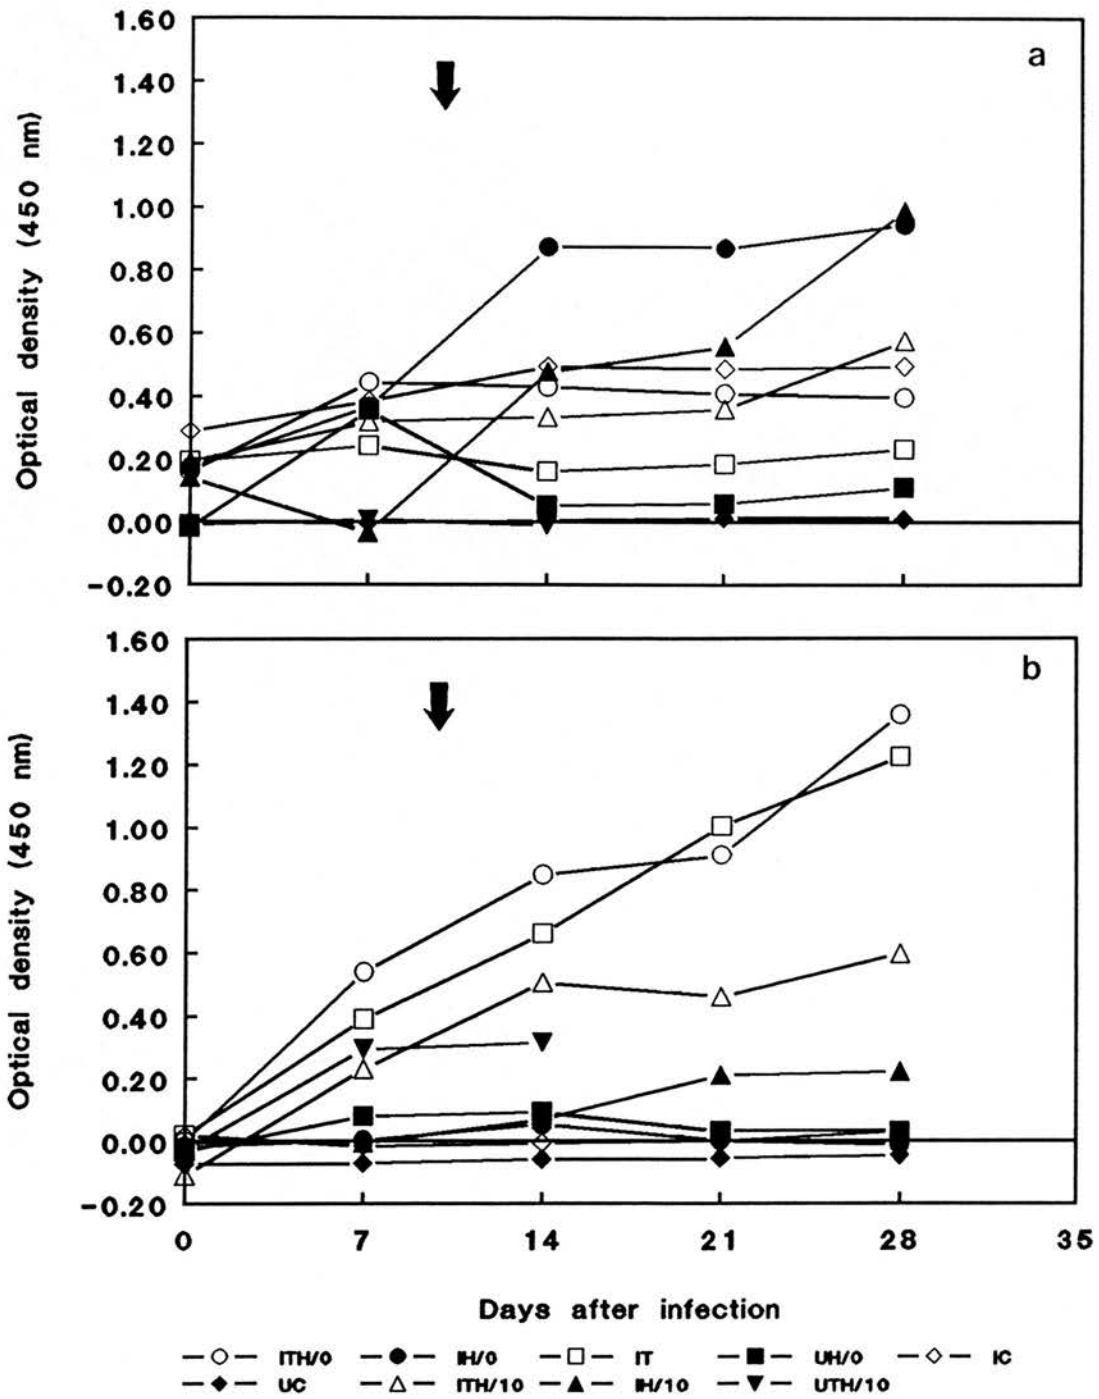 a
Optical density (450 nm)
1.60
1.40
1.20
1.00
0.80
0.60
0.40
0.20
0.00
-0.20
b
Optical density (450 nm)
1.60
1.40
1.20
1.00
0.80
0.60
0.40
0.20
0.00
-0.20
0 7 14 21 28 35
Days after infection
ITH/0 IH/0 IT UH/0 IC
UC ITH/10 IH/10 UTH/10